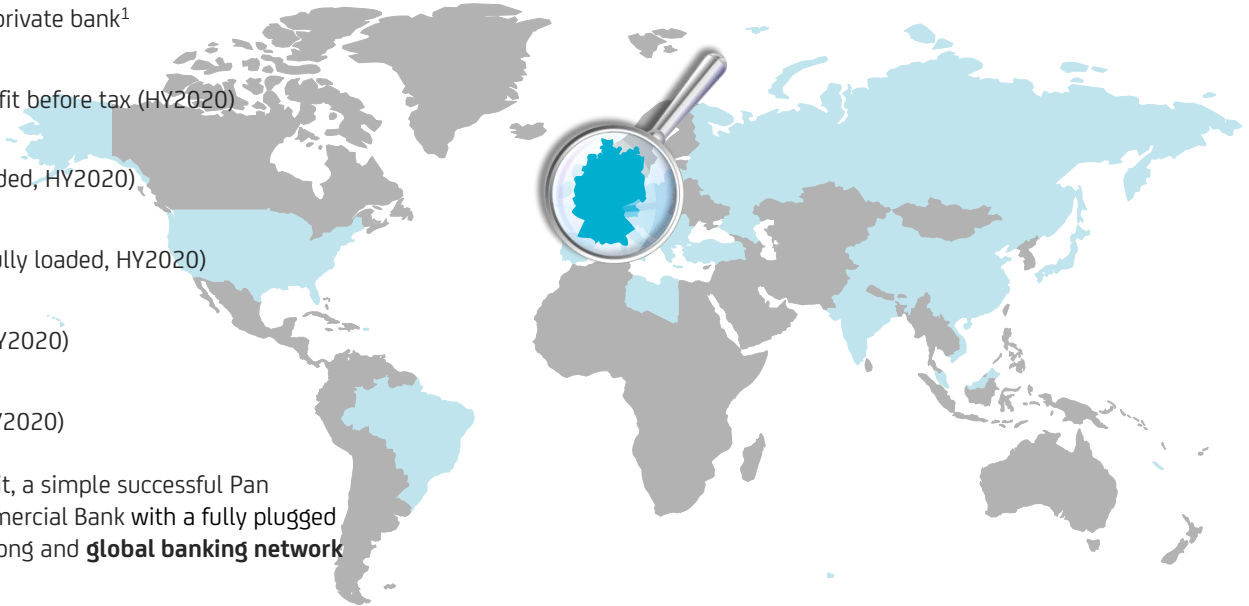 private bank¹
fit before tax (HY2020)
ded, HY2020)
ully loaded, HY2020)
Y2020)
Y2020)
it, a simple successful Pan
mercial Bank with a fully plugged
ong and global banking network